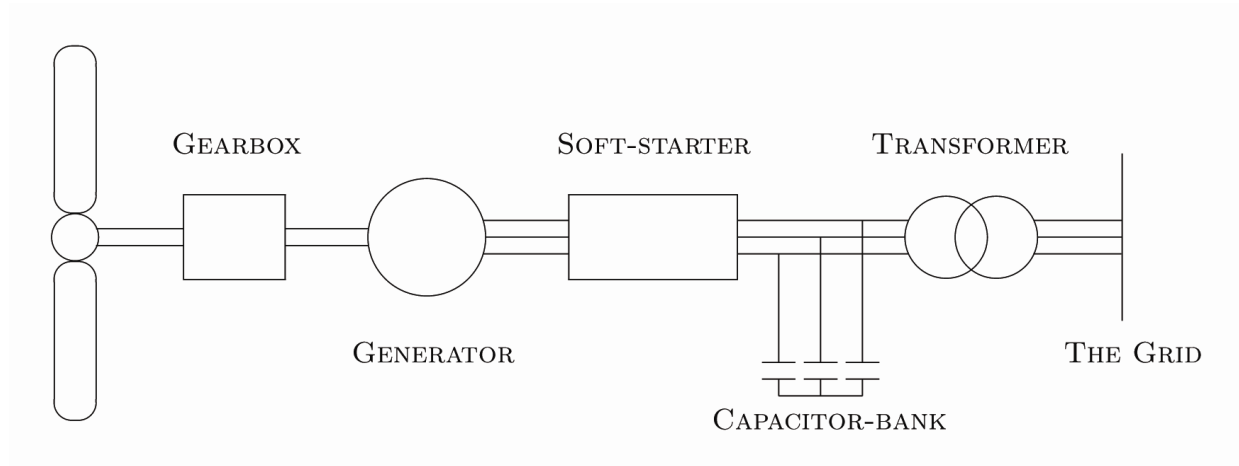 Gearbox
Soft-starter
Transformer
Generator
The Grid
Capacitor-bank